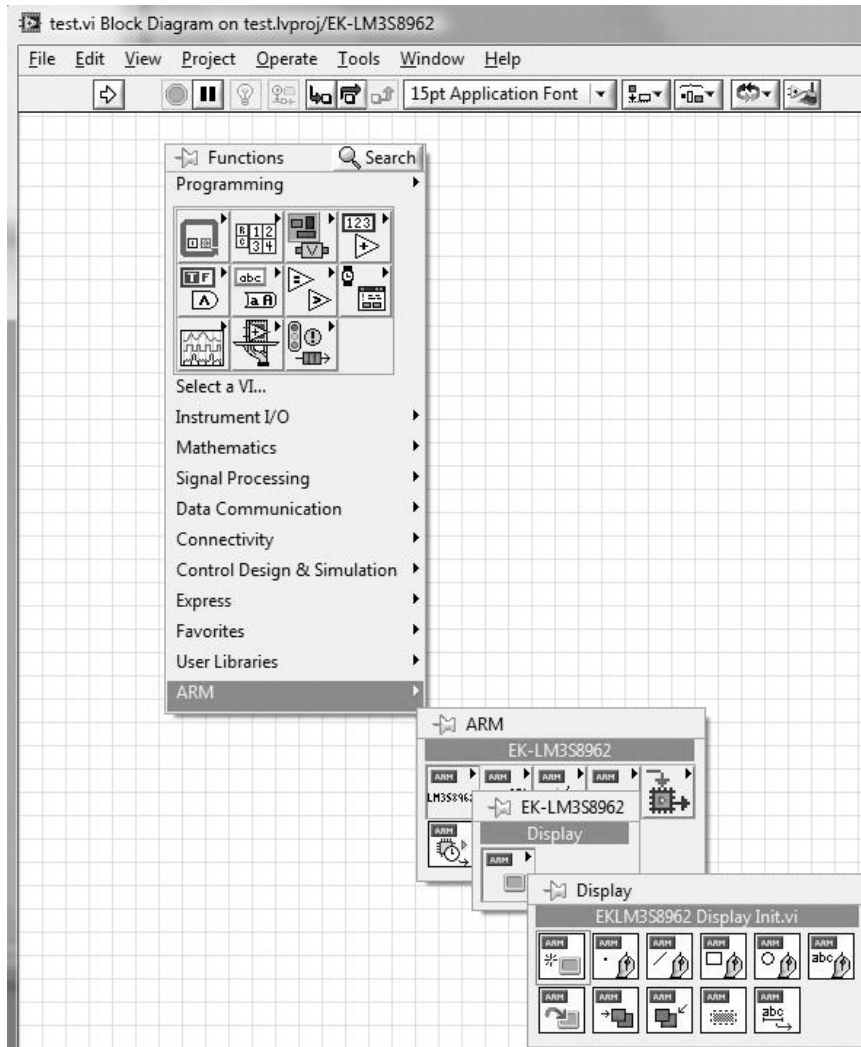 test.vi Block Diagram on test.lvproj/EK-LM3S8962
File Edit View Project Operate Tools Window Help
15pt Application Font
Functions Search
Programming
123
TF abc
a A
Select a VI...
Instrument I/O
Mathematics
Signal Processing
Data Communication
Connectivity
Control Design & Simulation
Express
Favorites
User Libraries
ARM
ARM
EK-LM3S8962
ARM ARM ARM ARM
EK-LM3S8962
ARM
Display
ARM
Display
EKLM3S8962 Display Init.vi
ARM ARM ARM ARM ARM ARM
abc
ARM ARM ARM ARM ARM
abc